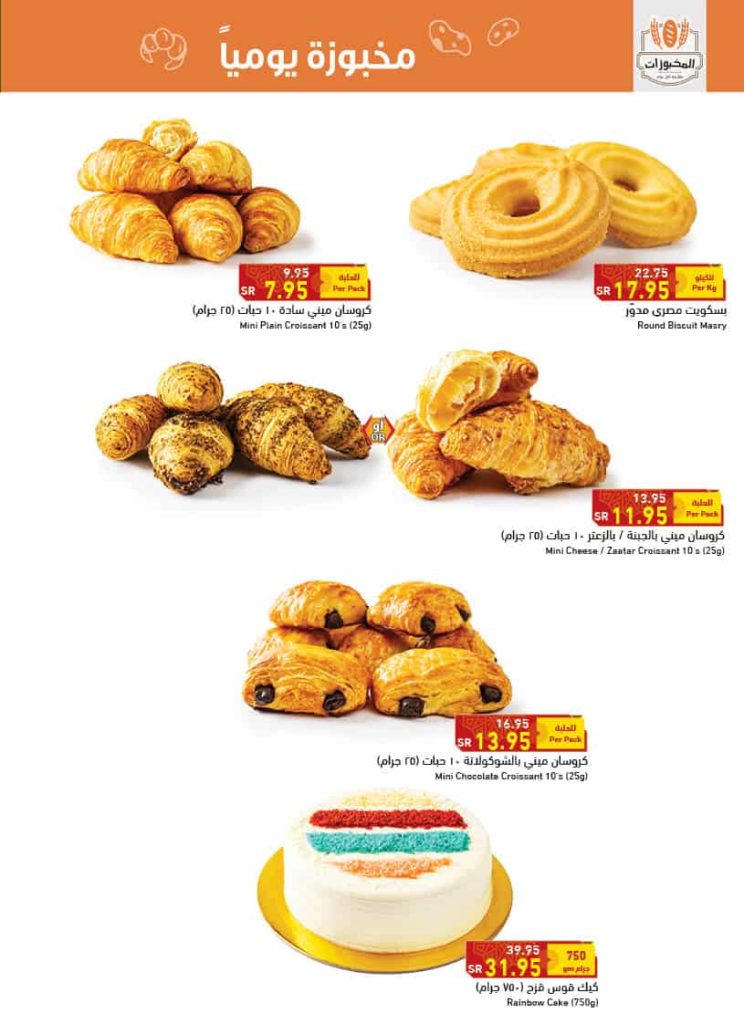 مخبوزة يومياً
المخبوزات
9.95
SR 7.95
للعلبة
Per Pack
كروسان ميني سادة ١٠ حبات (٢٥ جرام)
Mini Plain Croissant 10's (25g)
22.75
SR 17.95
للكيلو
Per Kg
بسكويت مصري مدوّر
Round Biscuit Masry
أو
OR
13.95
SR 11.95
للعلبة
Per Pack
كروسان ميني بالجبنة / بالزعتر ١٠ حبات (٢٥ جرام)
Mini Cheese / Zaatar Croissant 10's (25g)
16.95
SR 13.95
للعلبة
Per Pack
كروسان ميني بالشوكولاتة ١٠ حبات (٢٥ جرام)
Mini Chocolate Croissant 10's (25g)
39.95
SR 31.95
750
جرام gm
كيك قوس قزح (٧٥٠ جرام)
Rainbow Cake (750g)